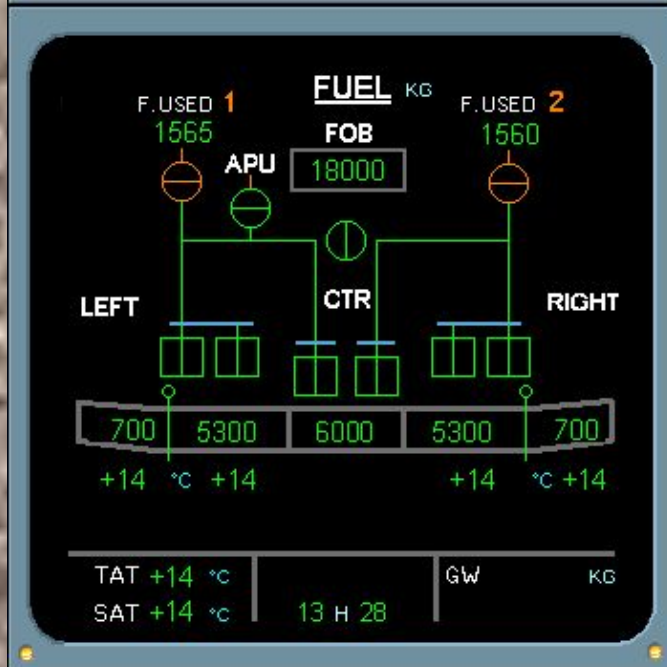 FUEL KG
F.USED 1 F.USED 2
1565 FOB 1560
APU 18000
LEFT CTR RIGHT
700 5300 6000 5300 700
+14 °C +14 +14 °C +14
TAT +14 °C GW KG
SAT +14 °C 13 H 28